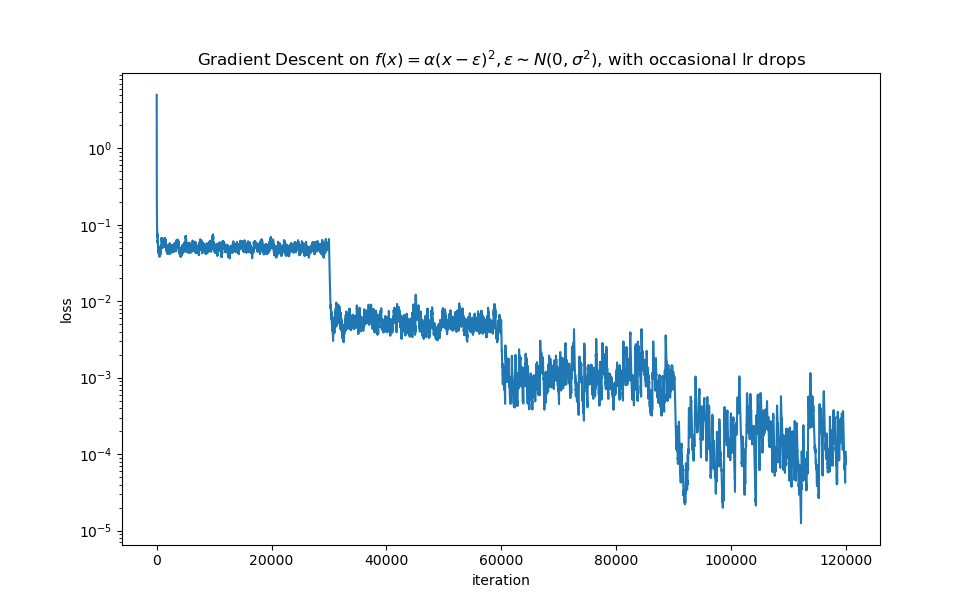 Gradient Descent on f(x) = α(x − ε)², ε ~ N(0, σ²), with occasional lr drops
loss
10⁰
10⁻¹
10⁻²
10⁻³
10⁻⁴
10⁻⁵
0 20000 40000 60000 80000 100000 120000
iteration